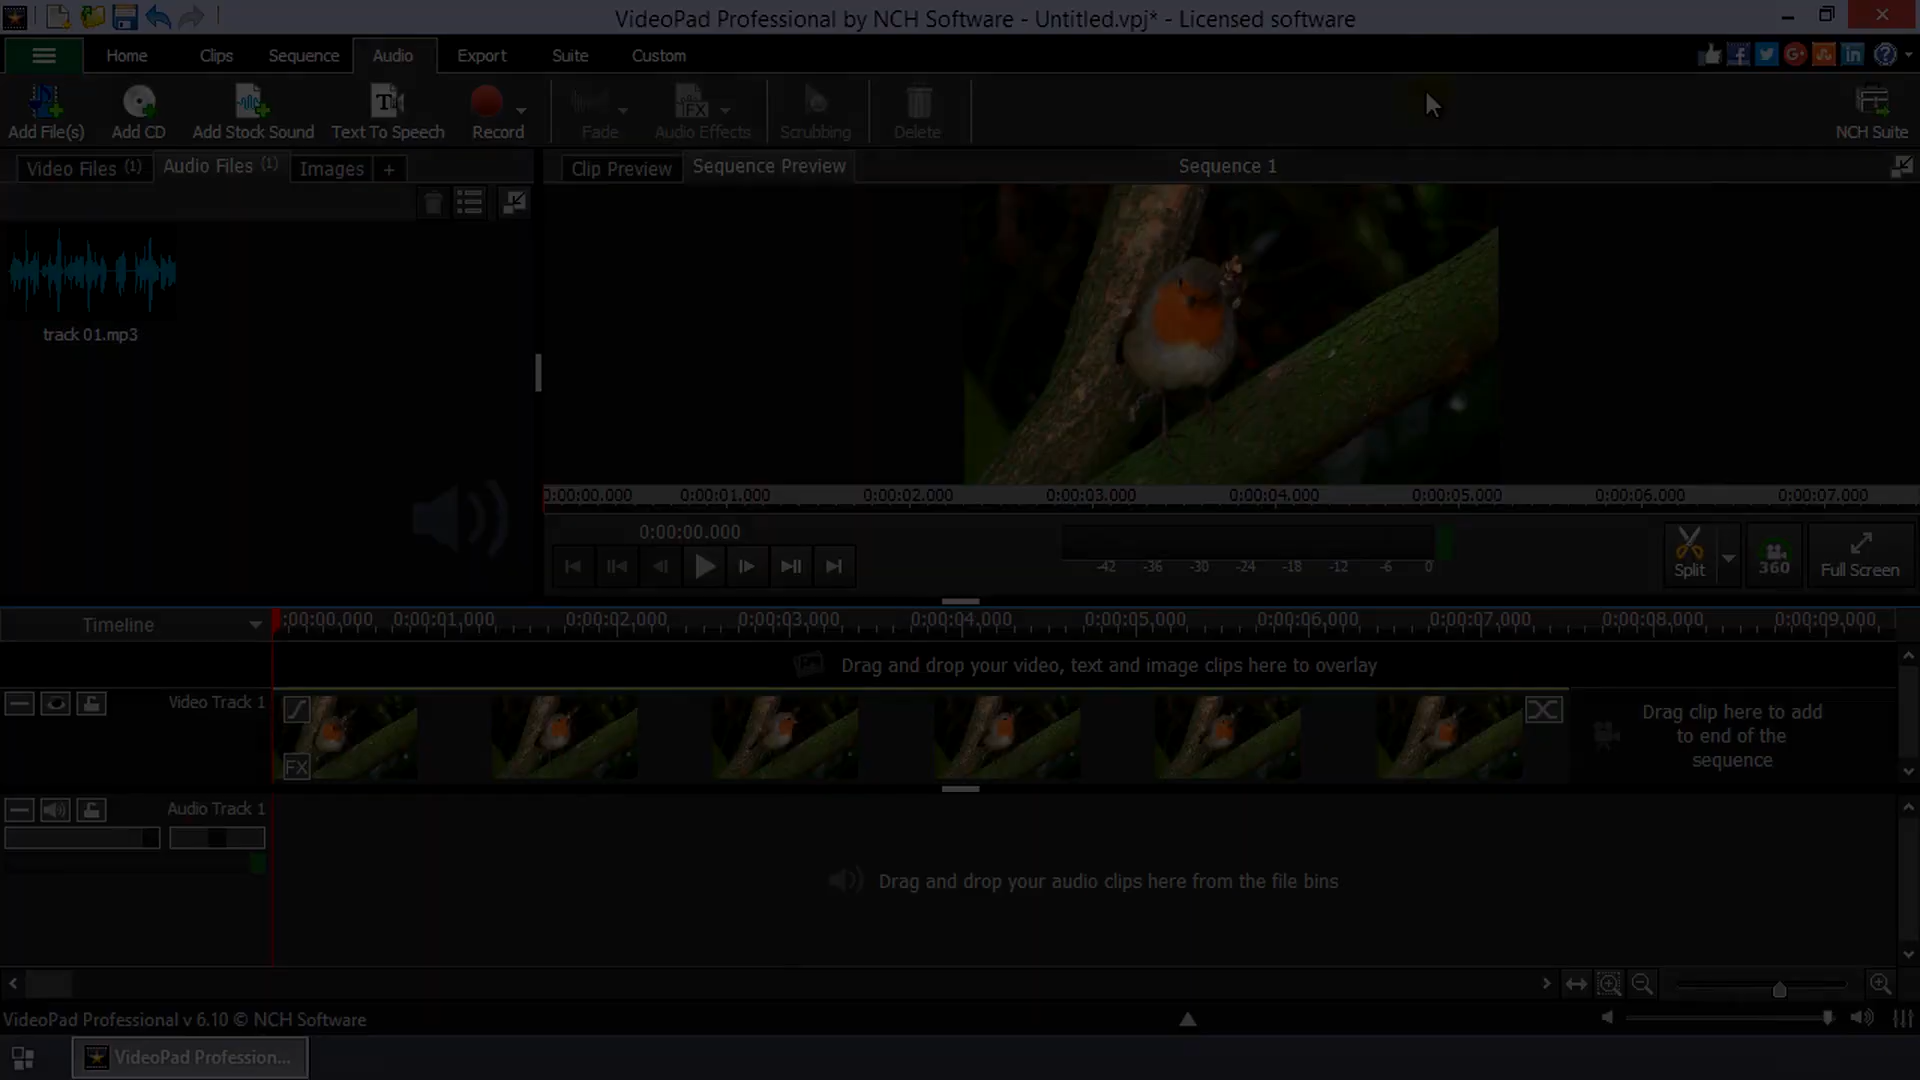 VideoPad Professional by NCH Software - Untitled.vpj* - Licensed software
Home Clips Sequence Audio Export Suite Custom
Add File(s) Add CD Add Stock Sound Text To Speech Record Fade Audio Effects Scrubbing Delete NCH Suite
Video Files (1) Audio Files (1) Images +
Clip Preview Sequence Preview Sequence 1
track 01.mp3
0:00:00.000 0:00:01.000 0:00:02.000 0:00:03.000 0:00:04.000 0:00:05.000 0:00:06.000 0:00:07.000
0:00:00.000
-42 -36 -30 -24 -18 -12 -6 0
Split 360 Full Screen
Timeline :00:00.000 0:00:01.000 0:00:02.000 0:00:03.000 0:00:04.000 0:00:05.000 0:00:06.000 0:00:07.000 0:00:08.000 0:00:09.000
Drag and drop your video, text and image clips here to overlay
Video Track 1
FX
Drag clip here to add
to end of the
sequence
Audio Track 1
Drag and drop your audio clips here from the file bins
VideoPad Professional v 6.10 © NCH Software
VideoPad Profession...